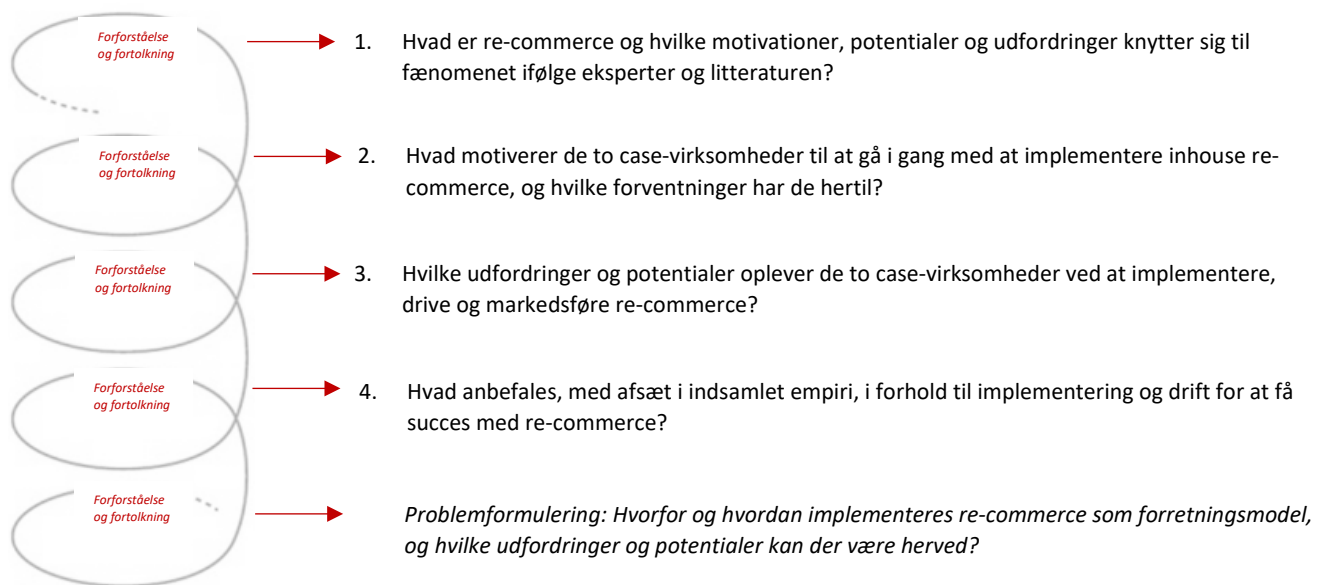 Forforståelse
og fortolkning
1. Hvad er re-commerce og hvilke motivationer, potentialer og udfordringer knytter sig til
fænomenet ifølge eksperter og litteraturen?
Forforståelse
og fortolkning
2. Hvad motiverer de to case-virksomheder til at gå i gang med at implementere inhouse re-
commerce, og hvilke forventninger har de hertil?
Forforståelse
og fortolkning
3. Hvilke udfordringer og potentialer oplever de to case-virksomheder ved at implementere,
drive og markedsføre re-commerce?
Forforståelse
og fortolkning
4. Hvad anbefales, med afsæt i indsamlet empiri, i forhold til implementering og drift for at få
succes med re-commerce?
Forforståelse
og fortolkning
Problemformulering: Hvorfor og hvordan implementeres re-commerce som forretningsmodel,
og hvilke udfordringer og potentialer kan der være herved?